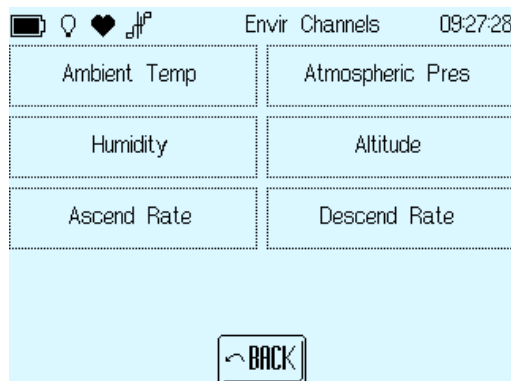 Envir Channels 09:27:28
Ambient Temp Atmospheric Pres
Humidity Altitude
Ascend Rate Descend Rate
BACK